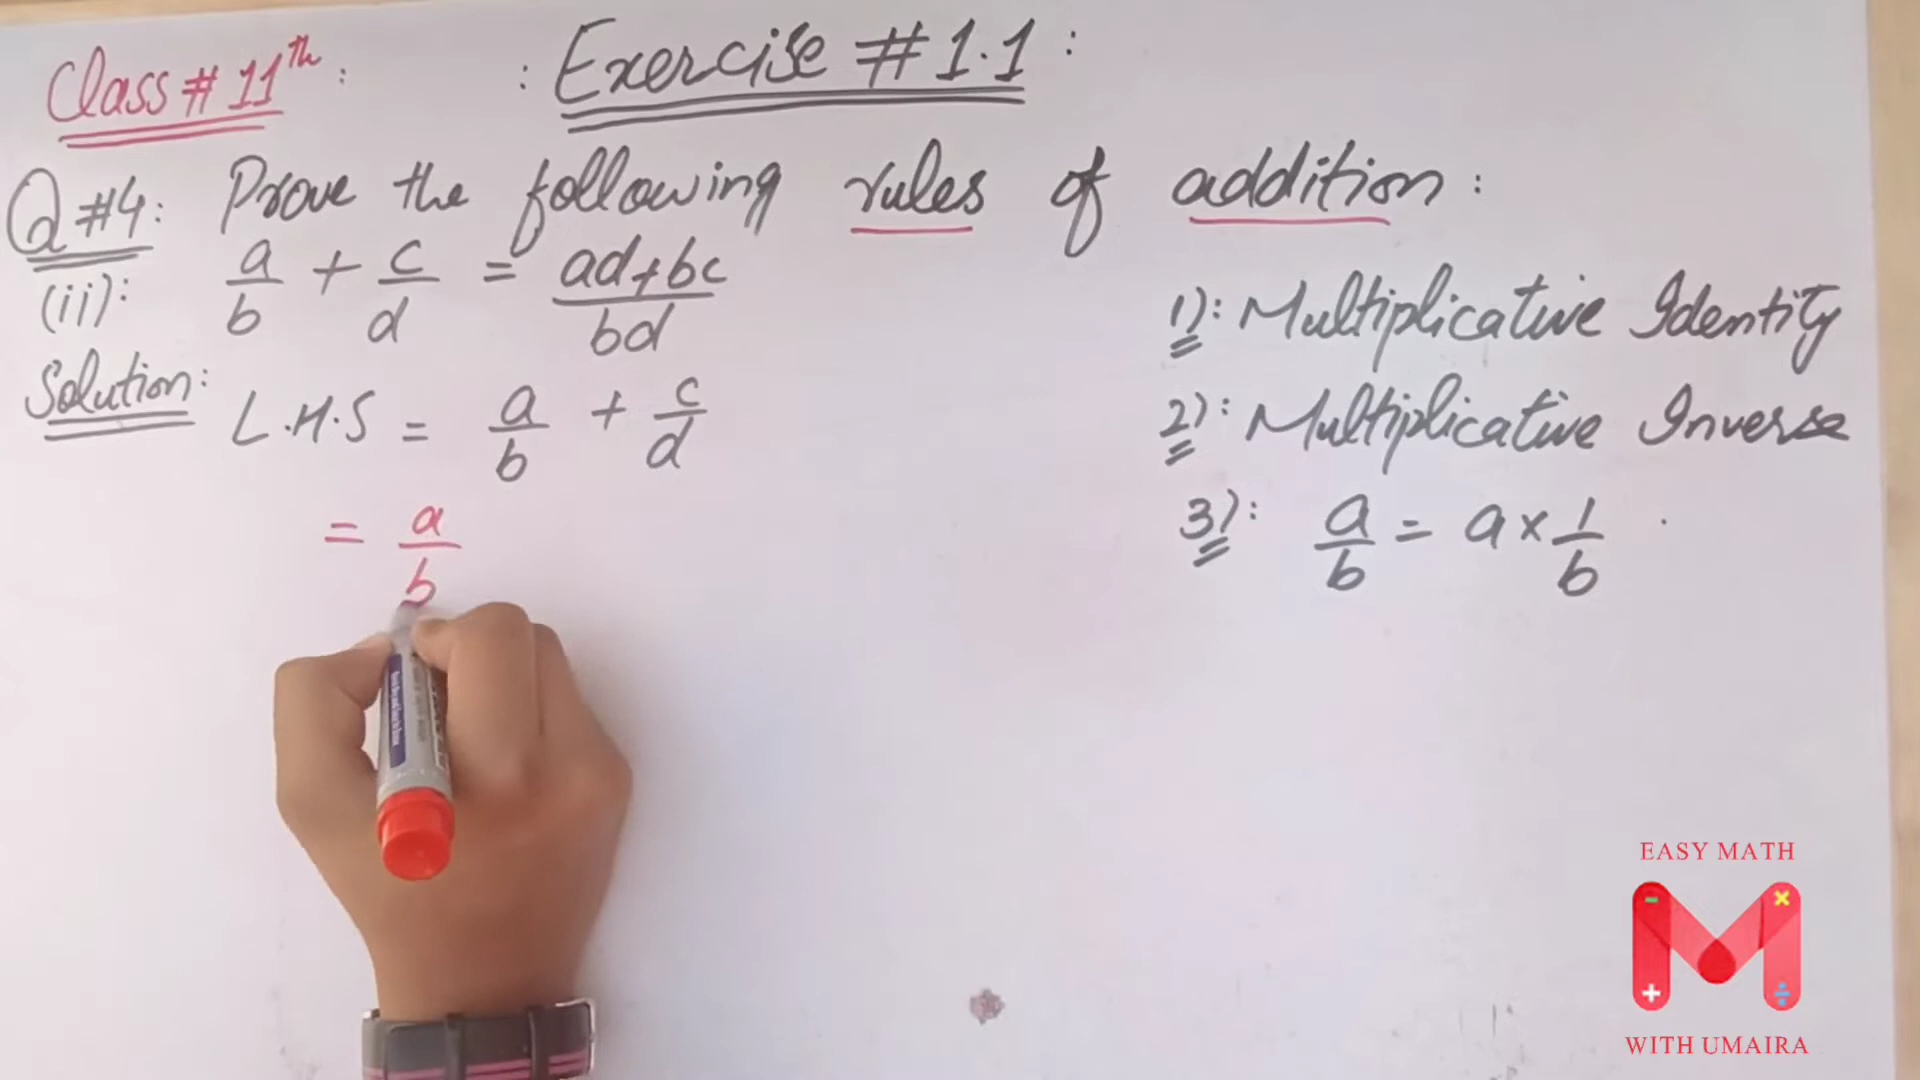 Class # 11th :
: Exercise # 1.1 :
Q #4: Prove the following rules of addition :
(ii): a/b + c/d = ad+bc/bd
Solution: L.H.S = a/b + c/d
= a/b
1): Multiplicative Identity
2): Multiplicative Inverse
3): a/b = a × 1/b
EASY MATH
M
WITH UMAIRA